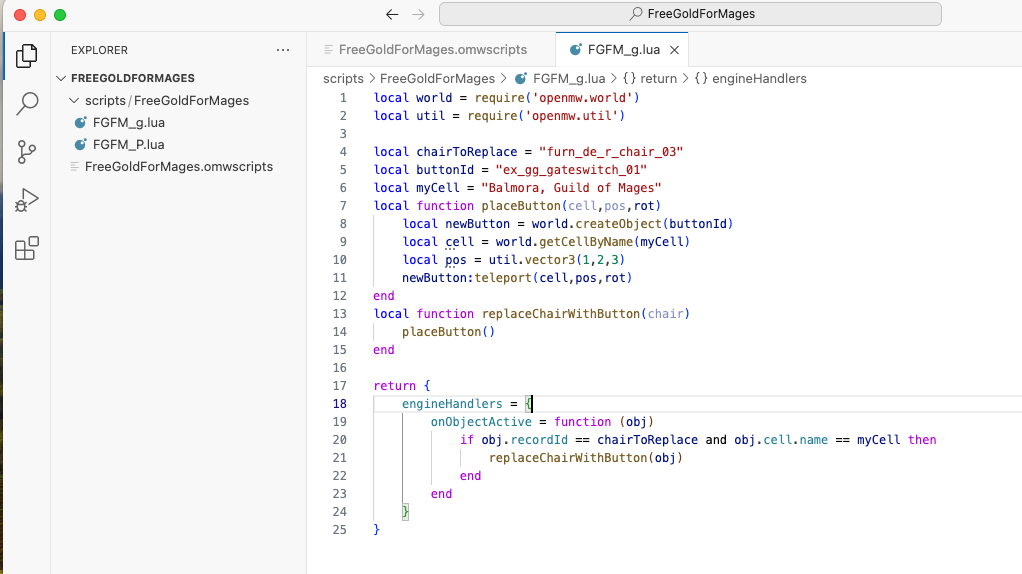 FreeGoldForMages
EXPLORER
FREEGOLDFORMAGES
scripts/FreeGoldForMages
FGFM_g.lua
FGFM_P.lua
FreeGoldForMages.omwscripts
FreeGoldForMages.omwscripts
FGFM_g.lua
scripts > FreeGoldForMages > FGFM_g.lua > {} return > {} engineHandlers
1 local world = require('openmw.world')
2 local util = require('openmw.util')
3
4 local chairToReplace = "furn_de_r_chair_03"
5 local buttonId = "ex_gg_gateswitch_01"
6 local myCell = "Balmora, Guild of Mages"
7 local function placeButton(cell,pos,rot)
8     local newButton = world.createObject(buttonId)
9     local cell = world.getCellByName(myCell)
10     local pos = util.vector3(1,2,3)
11     newButton:teleport(cell,pos,rot)
12 end
13 local function replaceChairWithButton(chair)
14     placeButton()
15 end
16
17 return {
18     engineHandlers = {
19         onObjectActive = function (obj)
20             if obj.recordId == chairToReplace and obj.cell.name == myCell then
21                 replaceChairWithButton(obj)
22             end
23         end
24     }
25 }